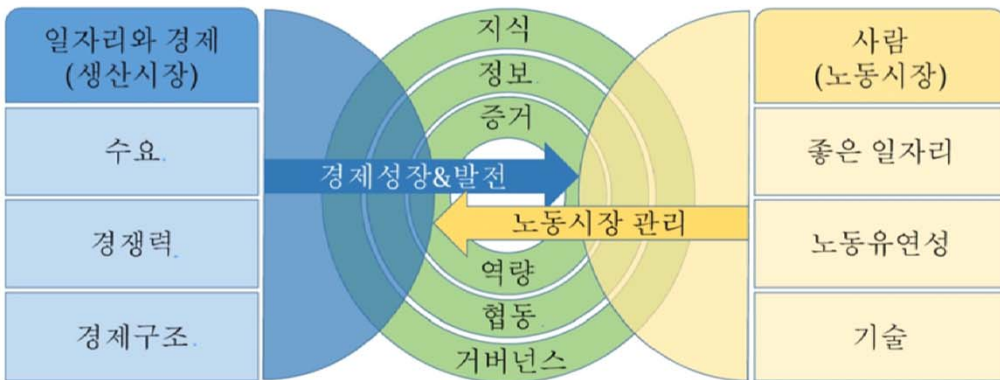 일자리와 경제
(생산시장)
수요
경쟁력
경제구조
지식
정보
증거
경제성장&발전
노동시장 관리
역량
협동
거버넌스
사람
(노동시장)
좋은 일자리
노동유연성
기술